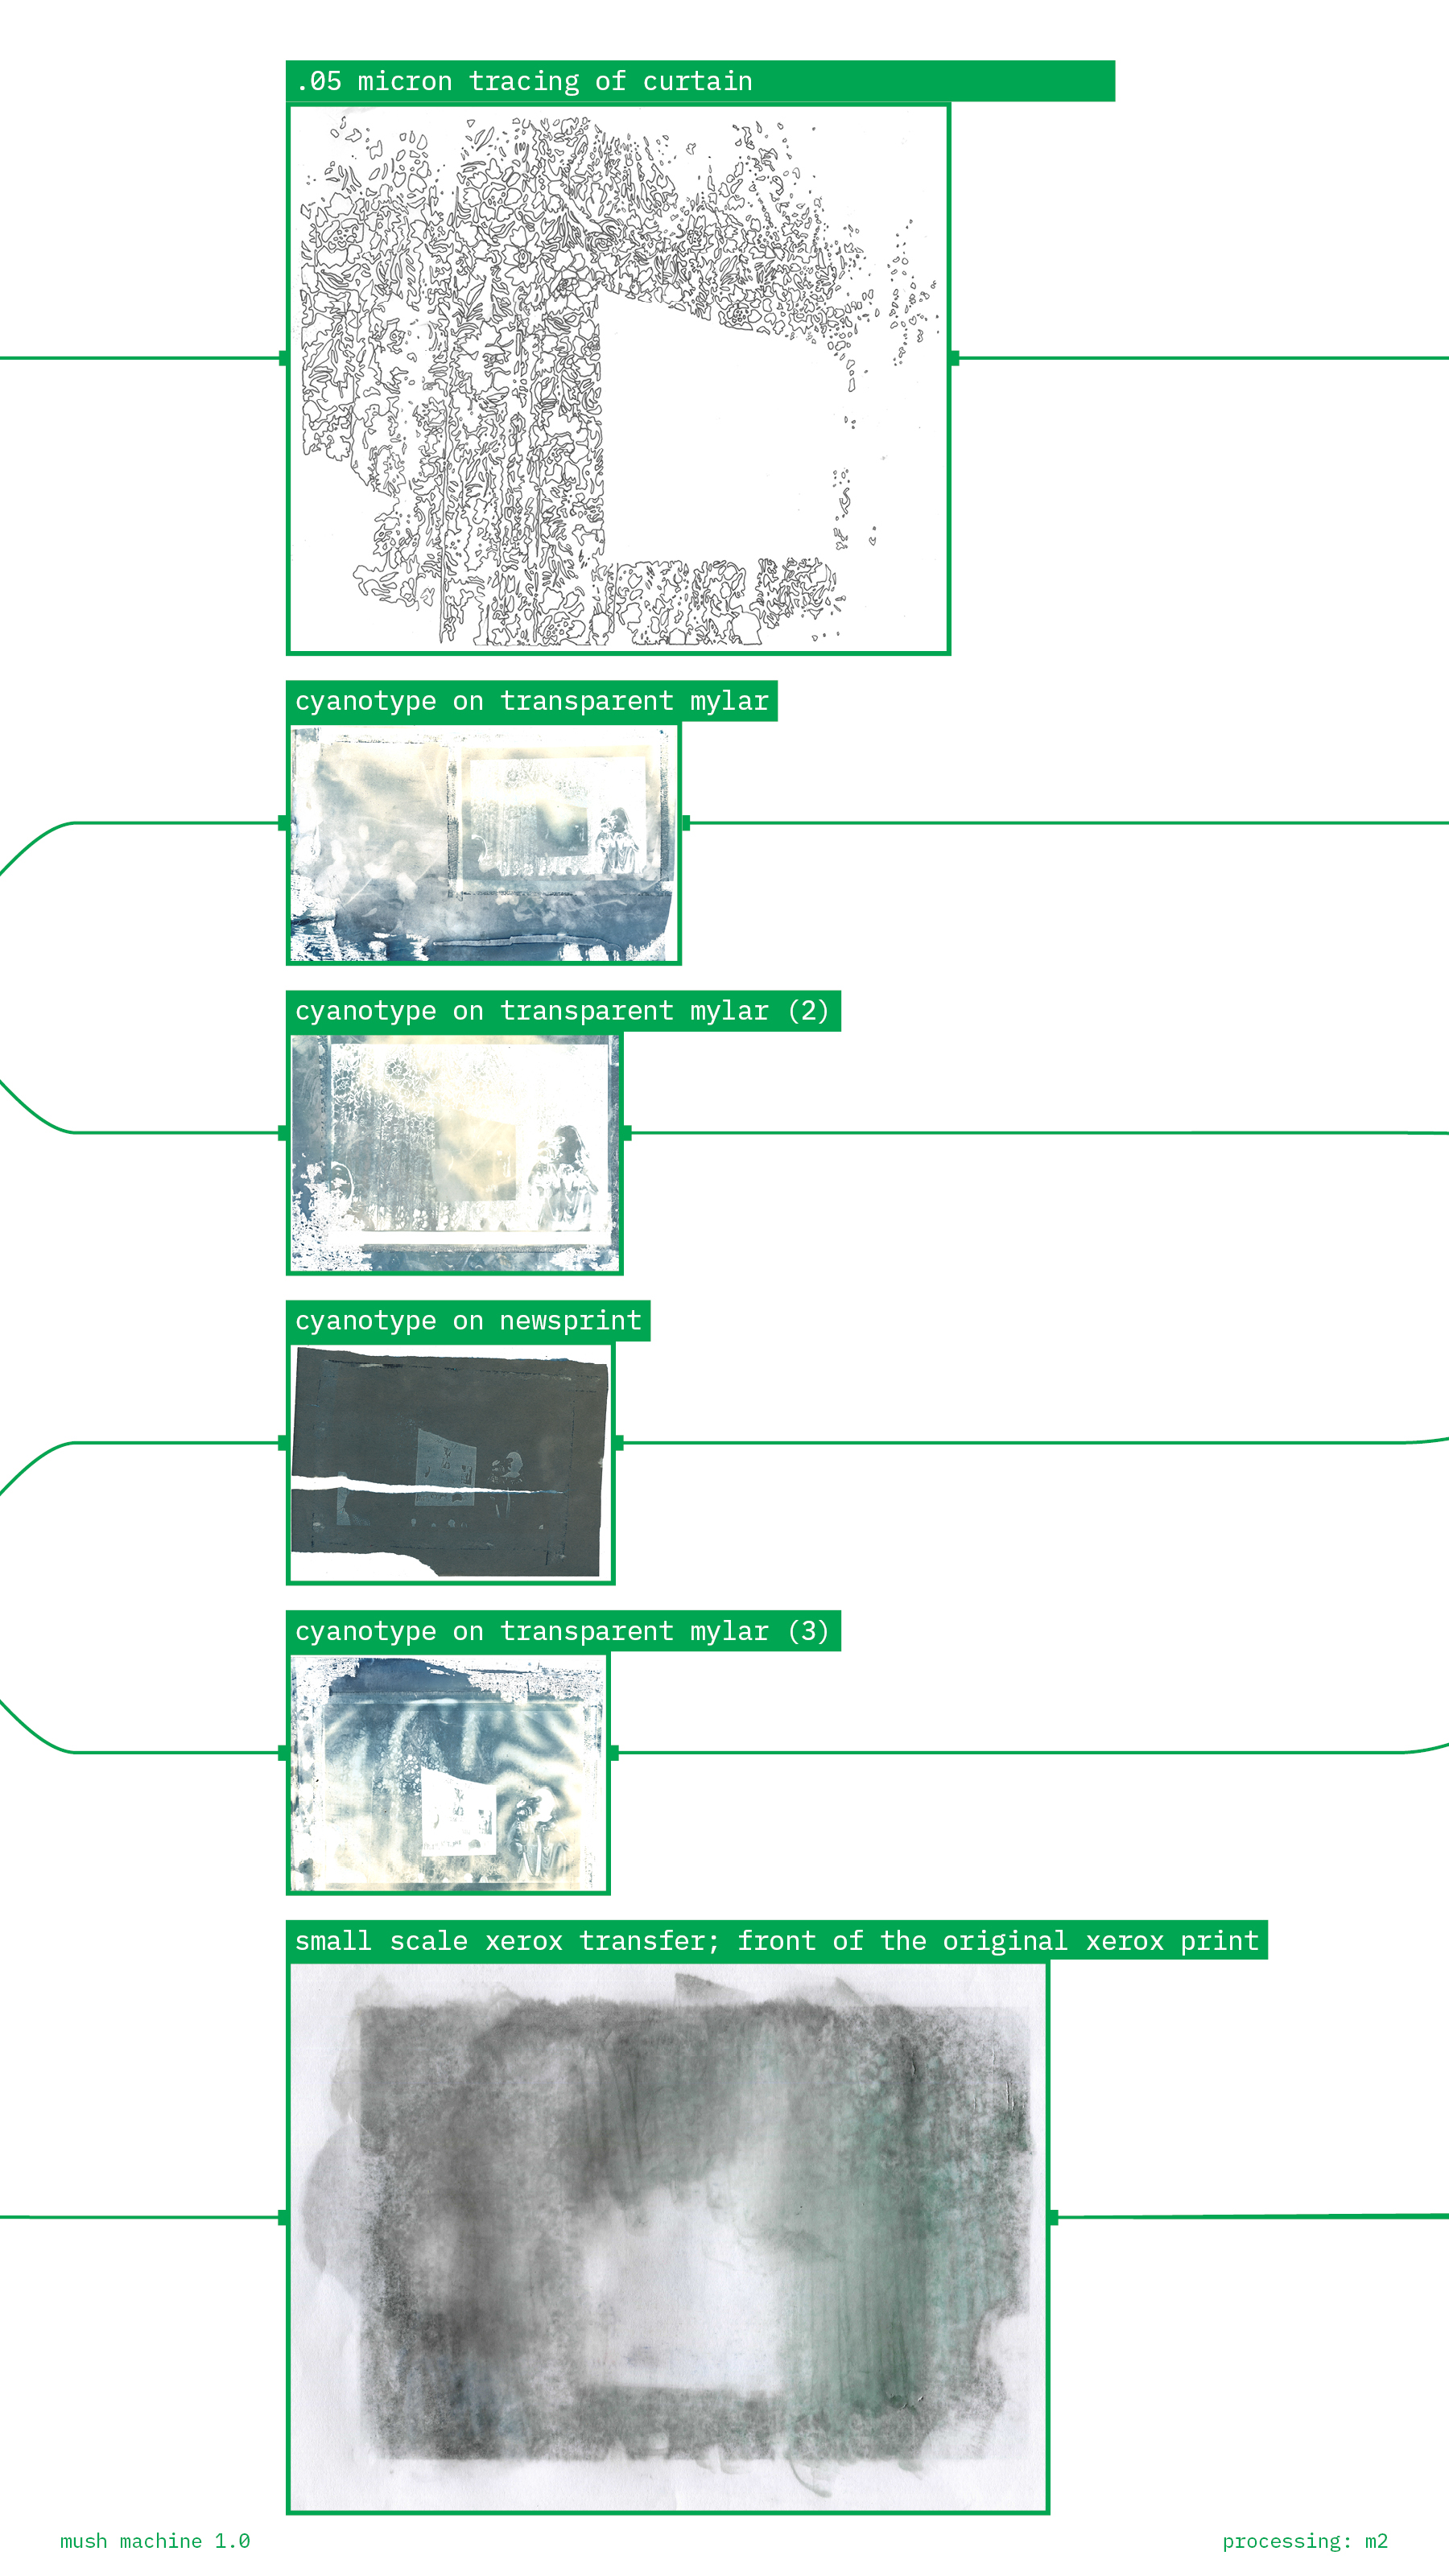 .05 micron tracing of curtain
cyanotype on transparent mylar
cyanotype on transparent mylar (2)
cyanotype on newsprint
cyanotype on transparent mylar (3)
small scale xerox transfer; front of the original xerox print
mush machine 1.0
processing: m2